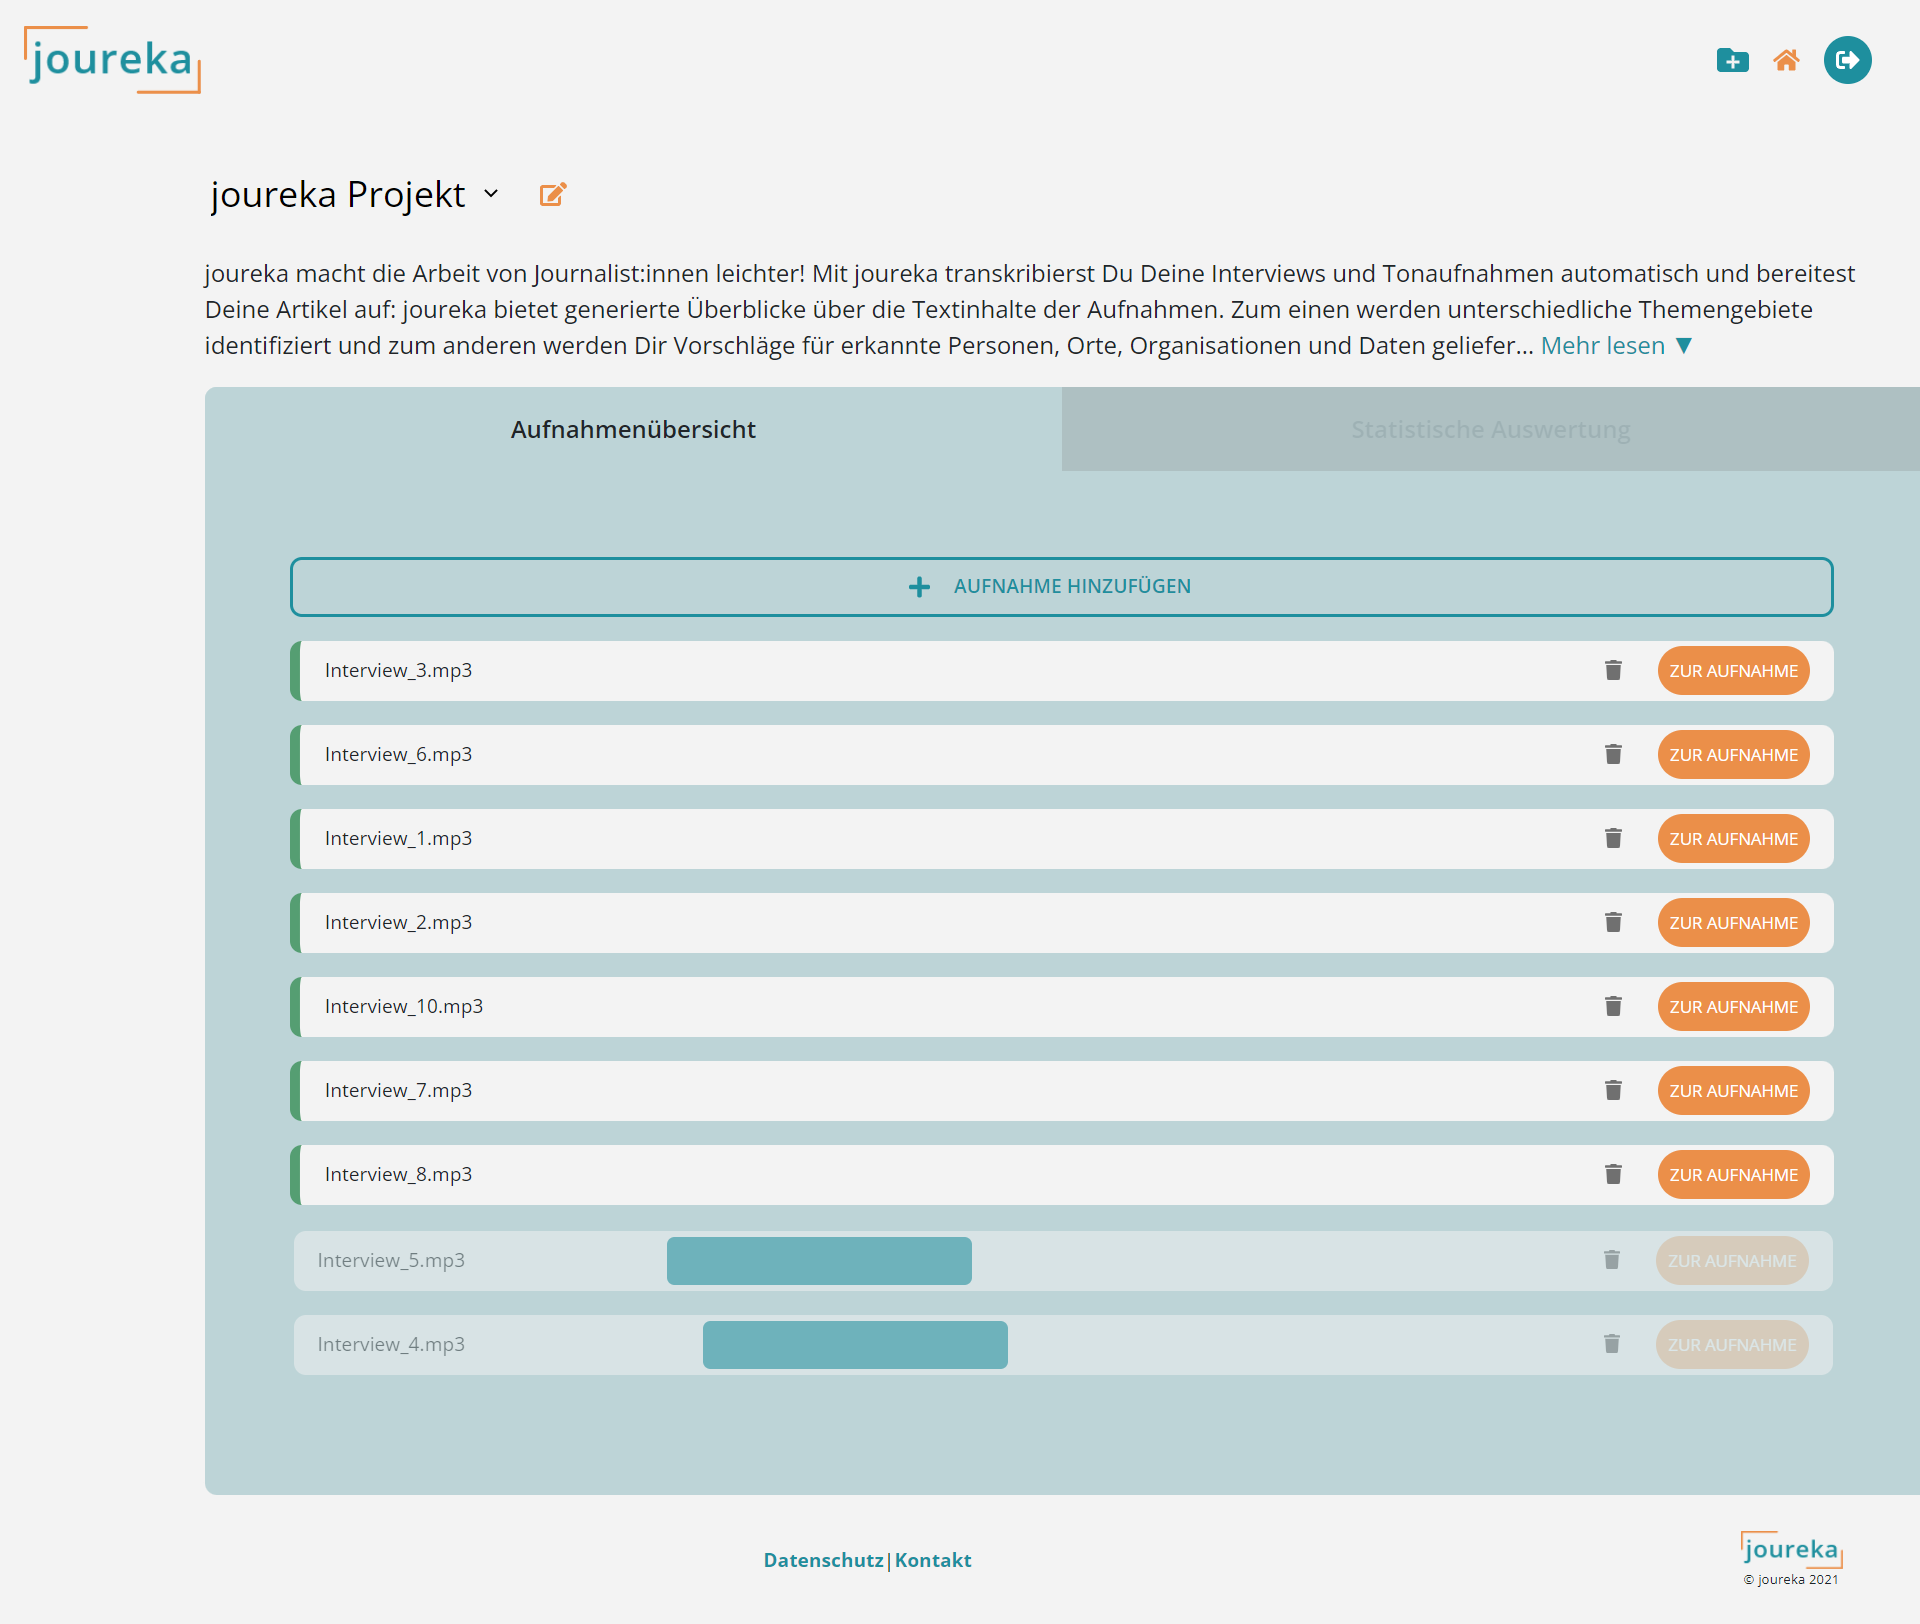 joureka
joureka Projekt
joureka macht die Arbeit von Journalist:innen leichter! Mit joureka transkribierst Du Deine Interviews und Tonaufnahmen automatisch und bereitest
Deine Artikel auf: joureka bietet generierte Überblicke über die Textinhalte der Aufnahmen. Zum einen werden unterschiedliche Themengebiete
identifiziert und zum anderen werden Dir Vorschläge für erkannte Personen, Orte, Organisationen und Daten geliefer... Mehr lesen ▼
Aufnahmenübersicht
Statistische Auswertung
AUFNAHME HINZUFÜGEN
Interview_3.mp3 ZUR AUFNAHME
Interview_6.mp3 ZUR AUFNAHME
Interview_1.mp3 ZUR AUFNAHME
Interview_2.mp3 ZUR AUFNAHME
Interview_10.mp3 ZUR AUFNAHME
Interview_7.mp3 ZUR AUFNAHME
Interview_8.mp3 ZUR AUFNAHME
Interview_5.mp3 ZUR AUFNAHME
Interview_4.mp3 ZUR AUFNAHME
Datenschutz|Kontakt
joureka
© joureka 2021